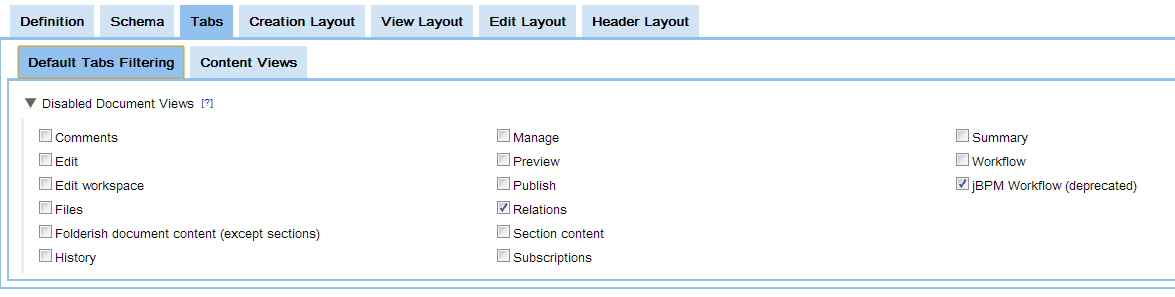 Definition Schema Tabs Creation Layout View Layout Edit Layout Header Layout
Default Tabs Filtering Content Views
Disabled Document Views [?]
Comments Manage Summary
Edit Preview Workflow
Edit workspace Publish jBPM Workflow (deprecated)
Files Relations
Folderish document content (except sections) Section content
History Subscriptions